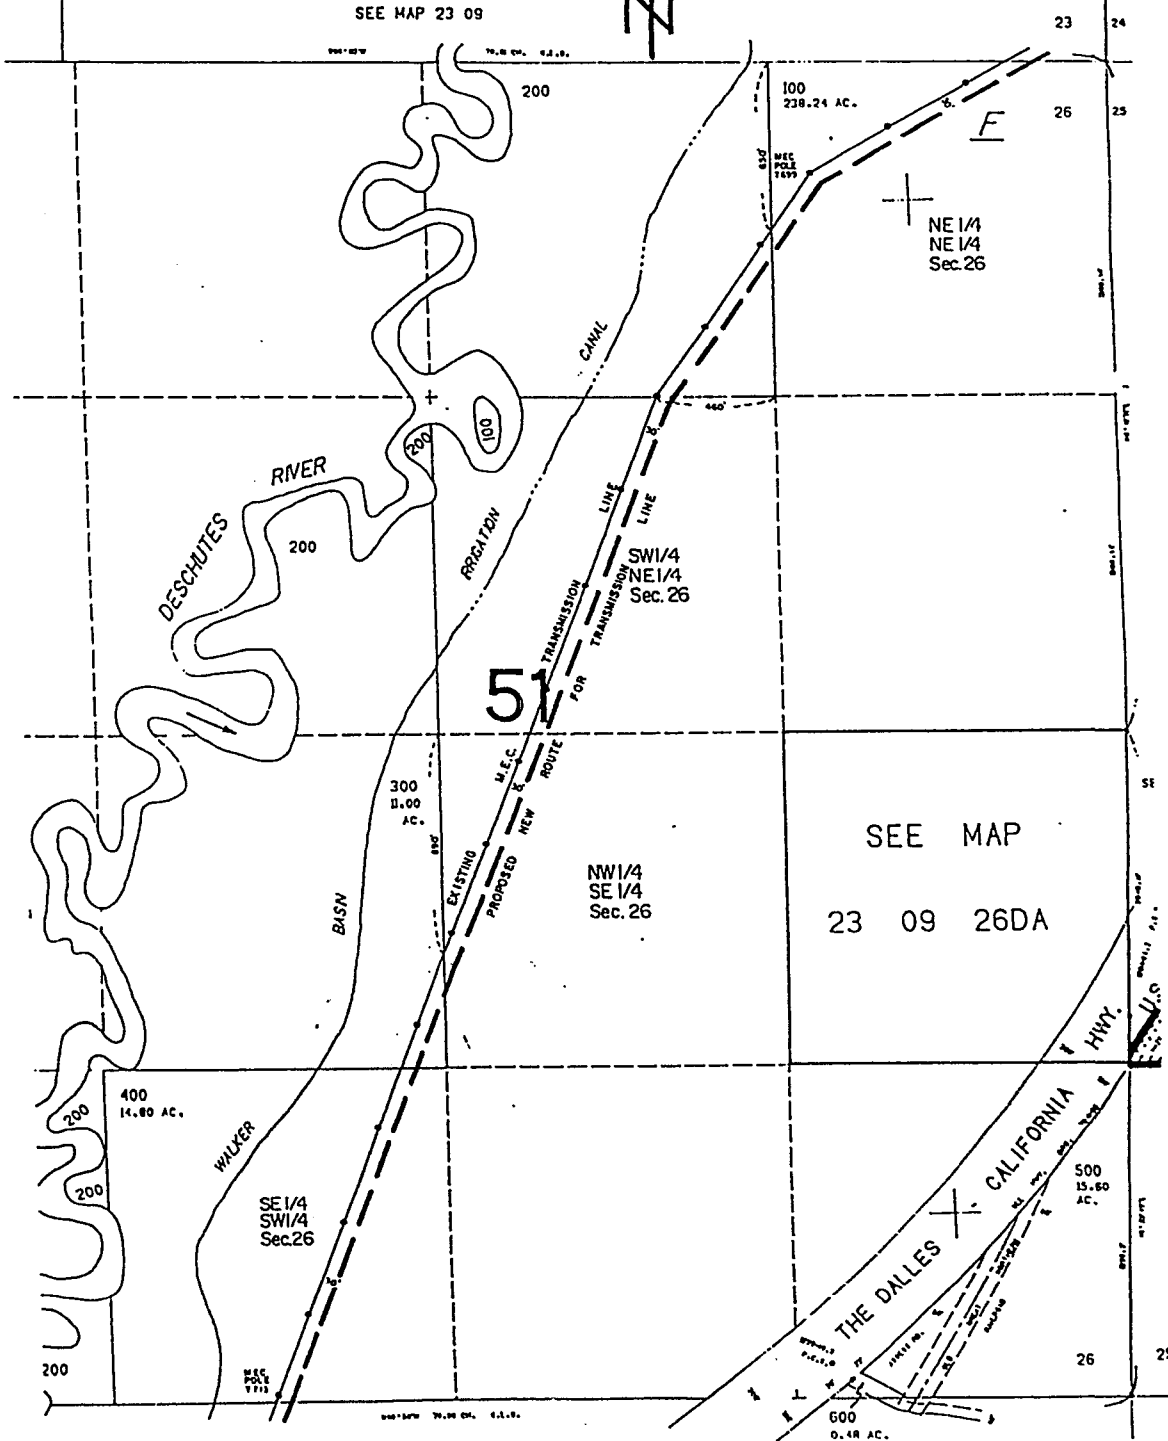 SEE MAP 23 09
23
24
200
100
238.24 AC.
26
25
F
650'
MEC
POLE
NE 1/4
NE 1/4
Sec. 26
CANAL
460'
200
100
RIVER
DESCHUTES
200
IRRIGATION
LINE
LINE
SW1/4
NE1/4
Sec. 26
TRANSMISSION
TRANSMISSION
FOR
51
ROUTE
M.E.C.
300
11.00
AC.
NEW
EXISTING
PROPOSED
SEE MAP
23 09 26DA
NW1/4
SE 1/4
Sec. 26
BASIN
HWY.
U.S
SE
400
14.80 AC.
200
200
WALKER
CALIFORNIA
500
15.60
AC.
SE1/4
SW1/4
Sec.26
THE DALLES
200
MEC
POLE
26
600
0.48 AC.